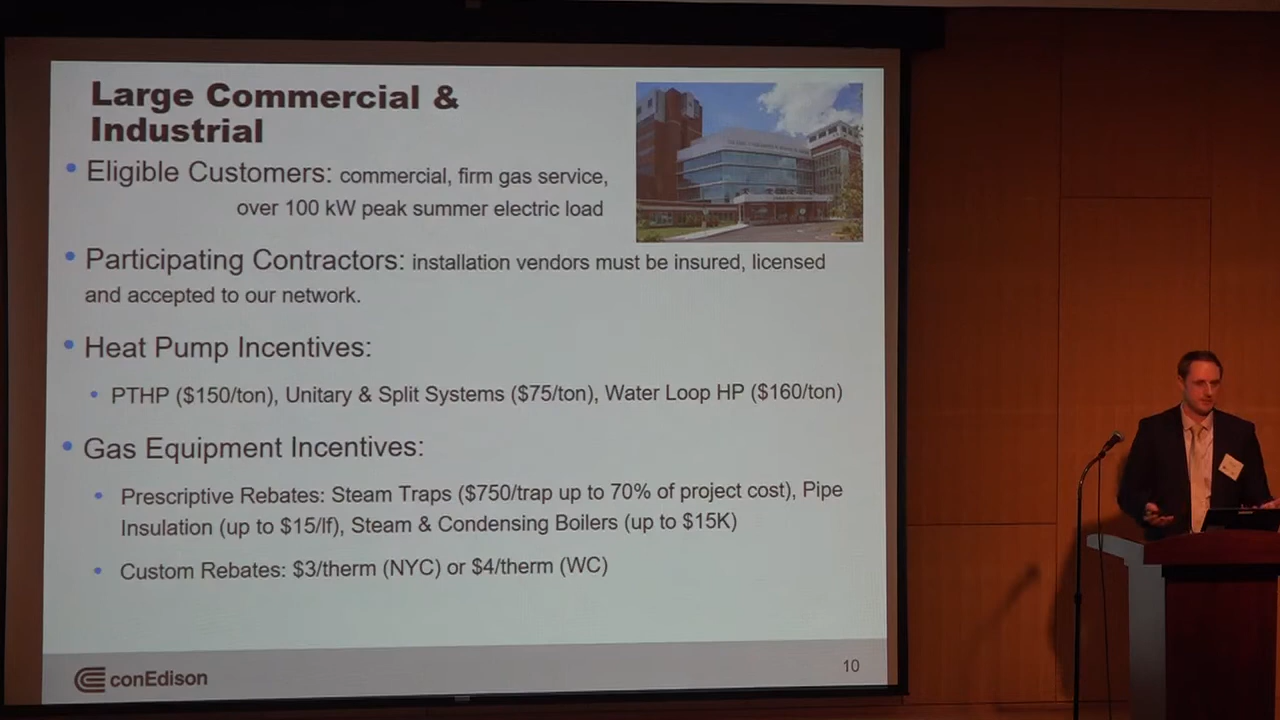 Large Commercial &
Industrial
• Eligible Customers: commercial, firm gas service,
over 100 kW peak summer electric load
• Participating Contractors: installation vendors must be insured, licensed
and accepted to our network.
• Heat Pump Incentives:
• PTHP ($150/ton), Unitary & Split Systems ($75/ton), Water Loop HP ($160/ton)
• Gas Equipment Incentives:
• Prescriptive Rebates: Steam Traps ($750/trap up to 70% of project cost), Pipe
Insulation (up to $15/lf), Steam & Condensing Boilers (up to $15K)
• Custom Rebates: $3/therm (NYC) or $4/therm (WC)
conEdison
10